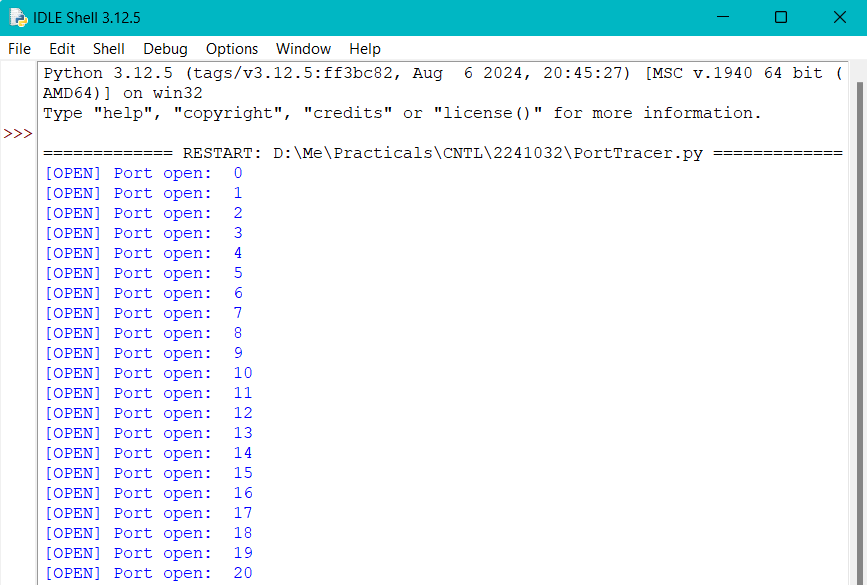 IDLE Shell 3.12.5
File Edit Shell Debug Options Window Help
Python 3.12.5 (tags/v3.12.5:ff3bc82, Aug  6 2024, 20:45:27) [MSC v.1940 64 bit (
AMD64)] on win32
Type "help", "copyright", "credits" or "license()" for more information.
>>>
============= RESTART: D:\Me\Practicals\CNTL\2241032\PortTracer.py =============
[OPEN] Port open:  0
[OPEN] Port open:  1
[OPEN] Port open:  2
[OPEN] Port open:  3
[OPEN] Port open:  4
[OPEN] Port open:  5
[OPEN] Port open:  6
[OPEN] Port open:  7
[OPEN] Port open:  8
[OPEN] Port open:  9
[OPEN] Port open:  10
[OPEN] Port open:  11
[OPEN] Port open:  12
[OPEN] Port open:  13
[OPEN] Port open:  14
[OPEN] Port open:  15
[OPEN] Port open:  16
[OPEN] Port open:  17
[OPEN] Port open:  18
[OPEN] Port open:  19
[OPEN] Port open:  20